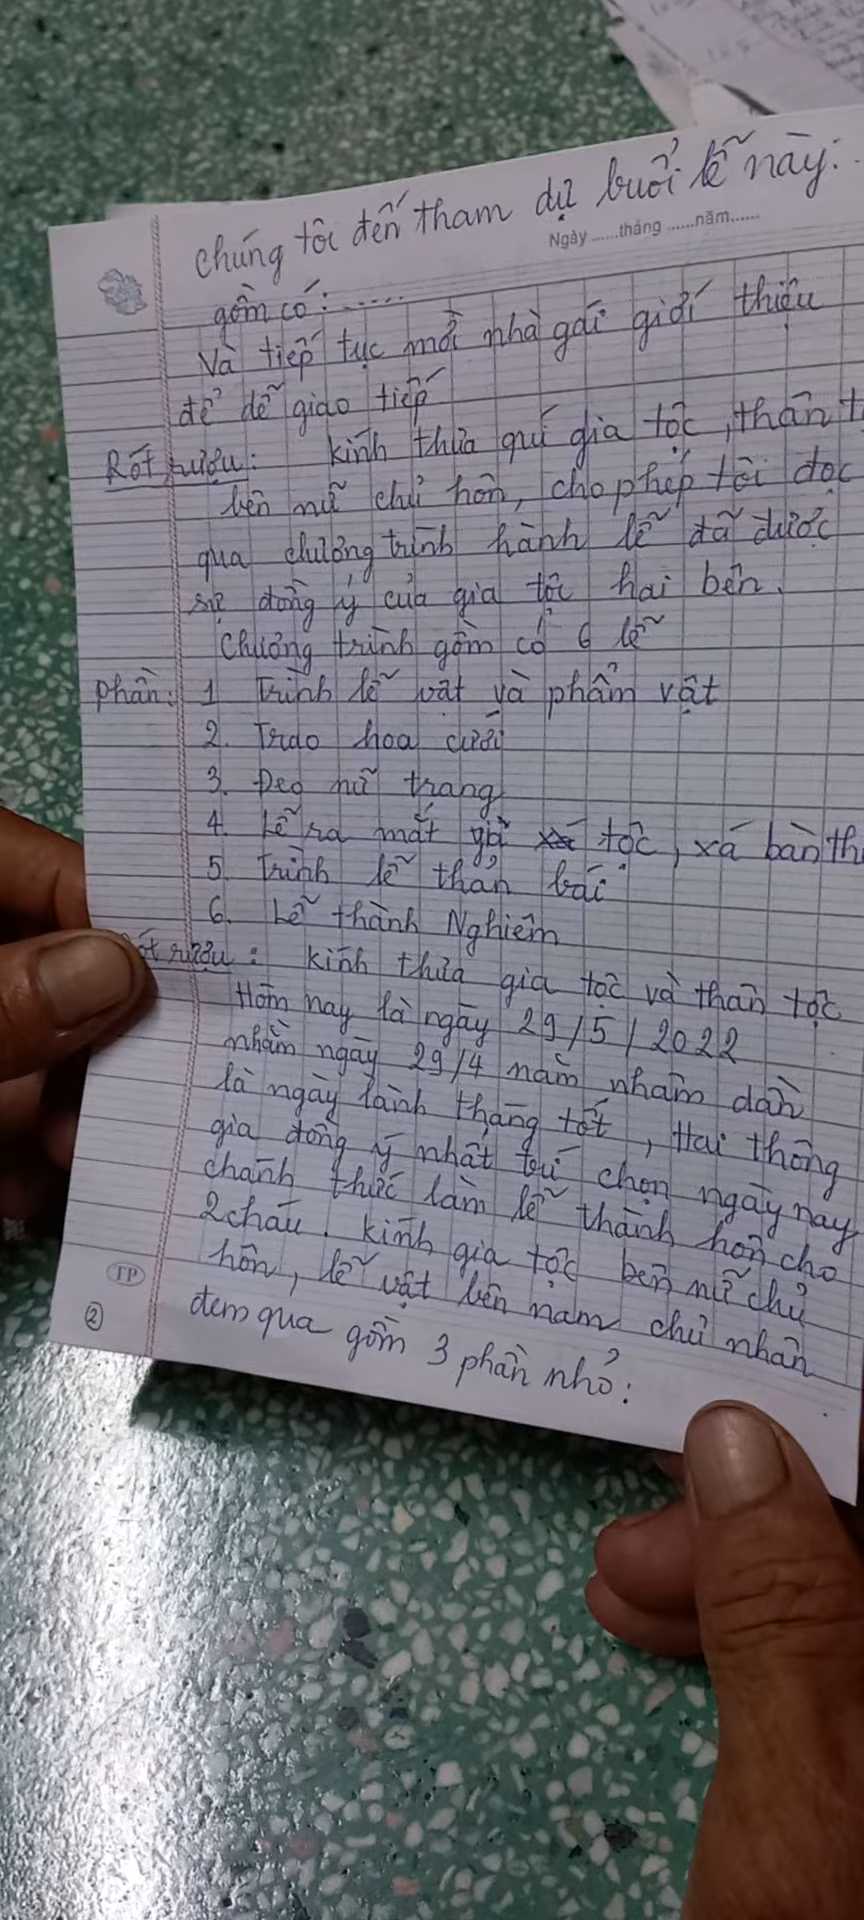 chúng tôi đến tham dự buổi lễ này:
Ngày ......tháng ......năm......
gồm có: .....
Và tiếp tục mời nhà gái giới thiệu
để dễ giao tiếp
Rót rượu: kính thưa quí gia tộc, thân t
bên nữ chủ hôn, cho phép tôi đọc
qua chương trình hành lễ đã được
sự đồng ý của gia tộc hai bên.
Chương trình gồm có 6 lễ
phần: 1 Trình lễ vật và phẩm vật
2. Trao hoa cưới
3. Đeo nữ trang
4. Lễ ra mắt gia tộc, xá bàn th
5. Trình lễ thân bái
6. Lễ thành Nghiêm
ót rượu: kính thưa gia tộc và thân tộc
Hôm nay là ngày 29/5/2022
nhằm ngày 29/4 năm nhâm dần
là ngày lành tháng tốt, Hai thông
gia đồng ý nhất trí chọn ngày nay
chánh thức làm lễ thành hôn cho
2 cháu. kính gia tộc bên nữ chủ
hôn, lễ vật bên nam chủ nhân
đem qua gồm 3 phần nhỏ:
TP
②